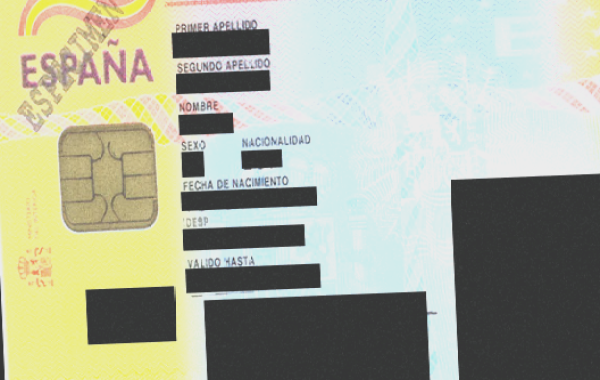 ESPECIMEN
ESPAÑA
PRIMER APELLIDO
SEGUNDO APELLIDO
NOMBRE
SEXO NACIONALIDAD
FECHA DE NACIMIENTO
IDESP
VALIDO HASTA